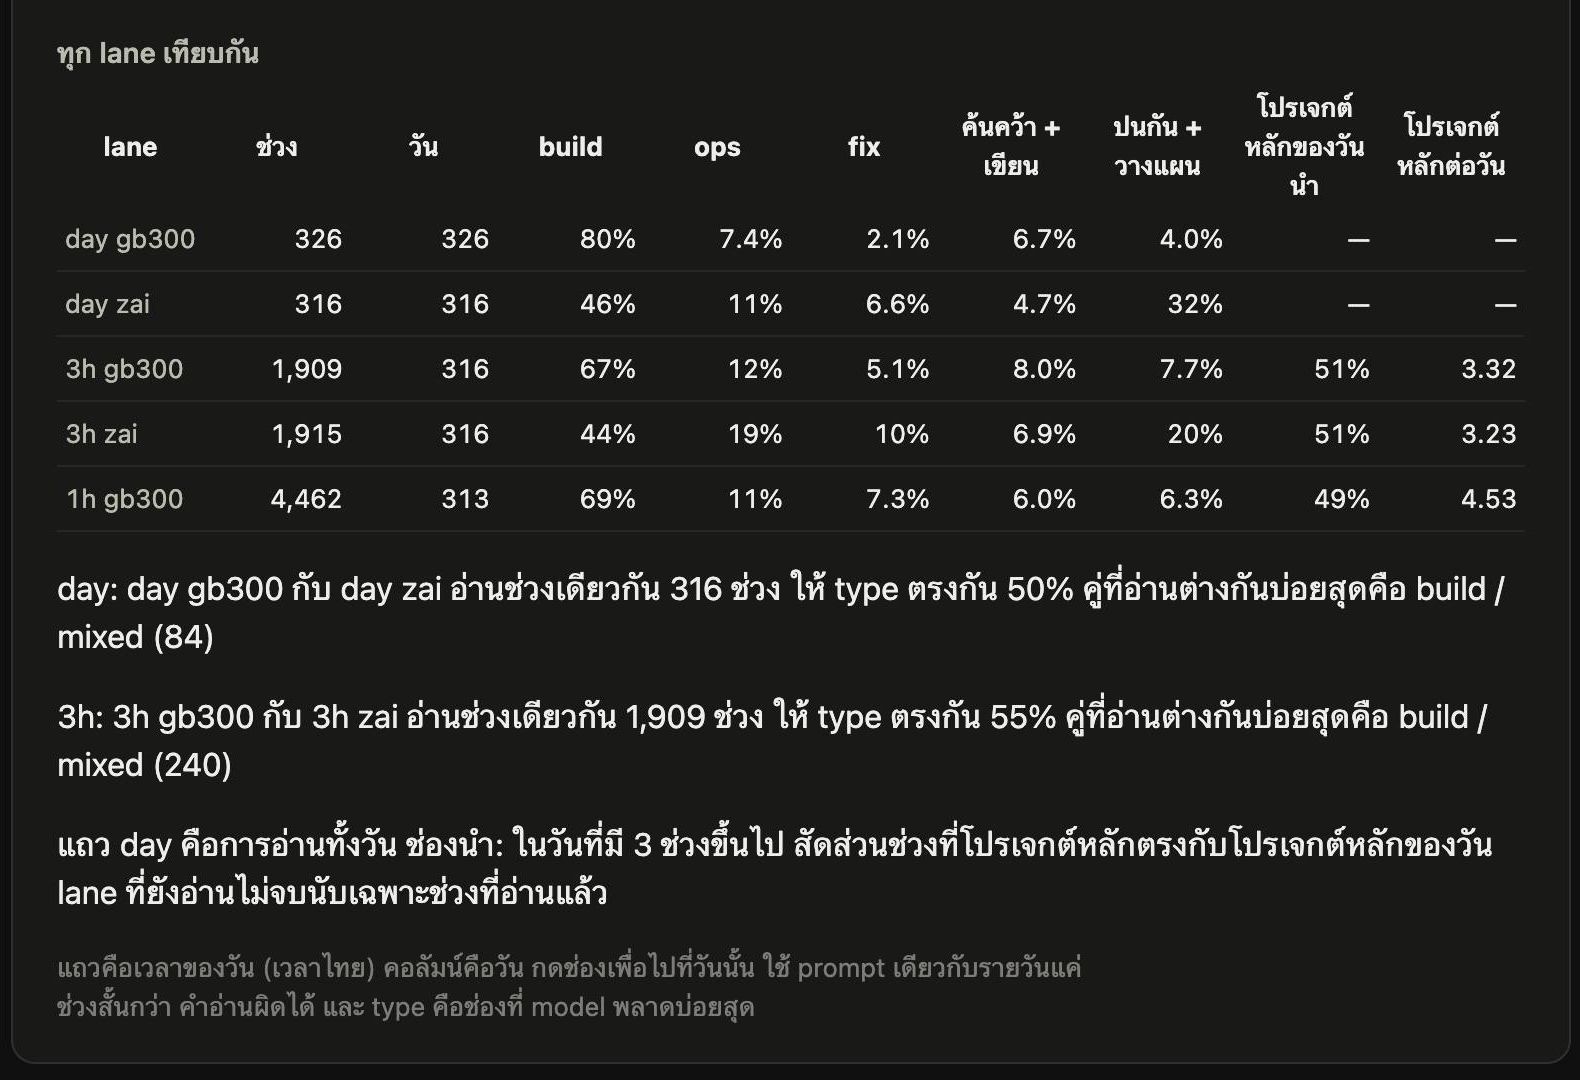 ทุก lane เทียบกัน
lane ช่วง วัน build ops fix ค้นคว้า + เขียน ปนกัน + วางแผน โปรเจกต์หลักของวันนำ โปรเจกต์หลักต่อวัน
day gb300 326 326 80% 7.4% 2.1% 6.7% 4.0% — —
day zai 316 316 46% 11% 6.6% 4.7% 32% — —
3h gb300 1,909 316 67% 12% 5.1% 8.0% 7.7% 51% 3.32
3h zai 1,915 316 44% 19% 10% 6.9% 20% 51% 3.23
1h gb300 4,462 313 69% 11% 7.3% 6.0% 6.3% 49% 4.53
day: day gb300 กับ day zai อ่านช่วงเดียวกัน 316 ช่วง ให้ type ตรงกัน 50% คู่ที่อ่านต่างกันบ่อยสุดคือ build /
mixed (84)
3h: 3h gb300 กับ 3h zai อ่านช่วงเดียวกัน 1,909 ช่วง ให้ type ตรงกัน 55% คู่ที่อ่านต่างกันบ่อยสุดคือ build /
mixed (240)
แถว day คือการอ่านทั้งวัน ช่องนำ: ในวันที่มี 3 ช่วงขึ้นไป สัดส่วนช่วงที่โปรเจกต์หลักตรงกับโปรเจกต์หลักของวัน
lane ที่ยังอ่านไม่จบนับเฉพาะช่วงที่อ่านแล้ว
แถวคือเวลาของวัน (เวลาไทย) คอลัมน์คือวัน กดช่องเพื่อไปที่วันนั้น ใช้ prompt เดียวกับรายวันแค่
ช่วงสั้นกว่า คำอ่านผิดได้ และ type คือช่องที่ model พลาดบ่อยสุด